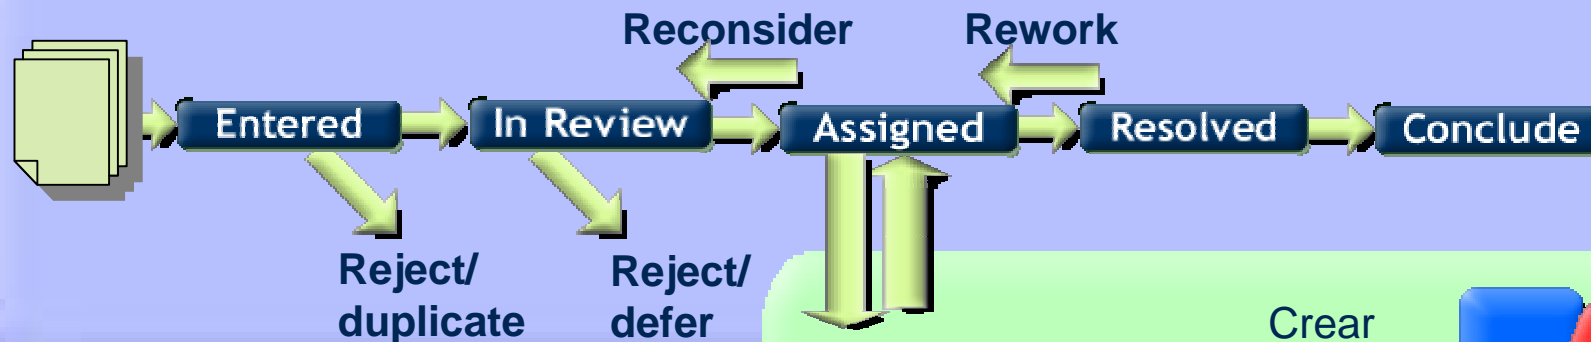 Reconsider
Rework
Entered
In Review
Assigned
Resolved
Conclude
Reject/
duplicate
Reject/
defer
Crear